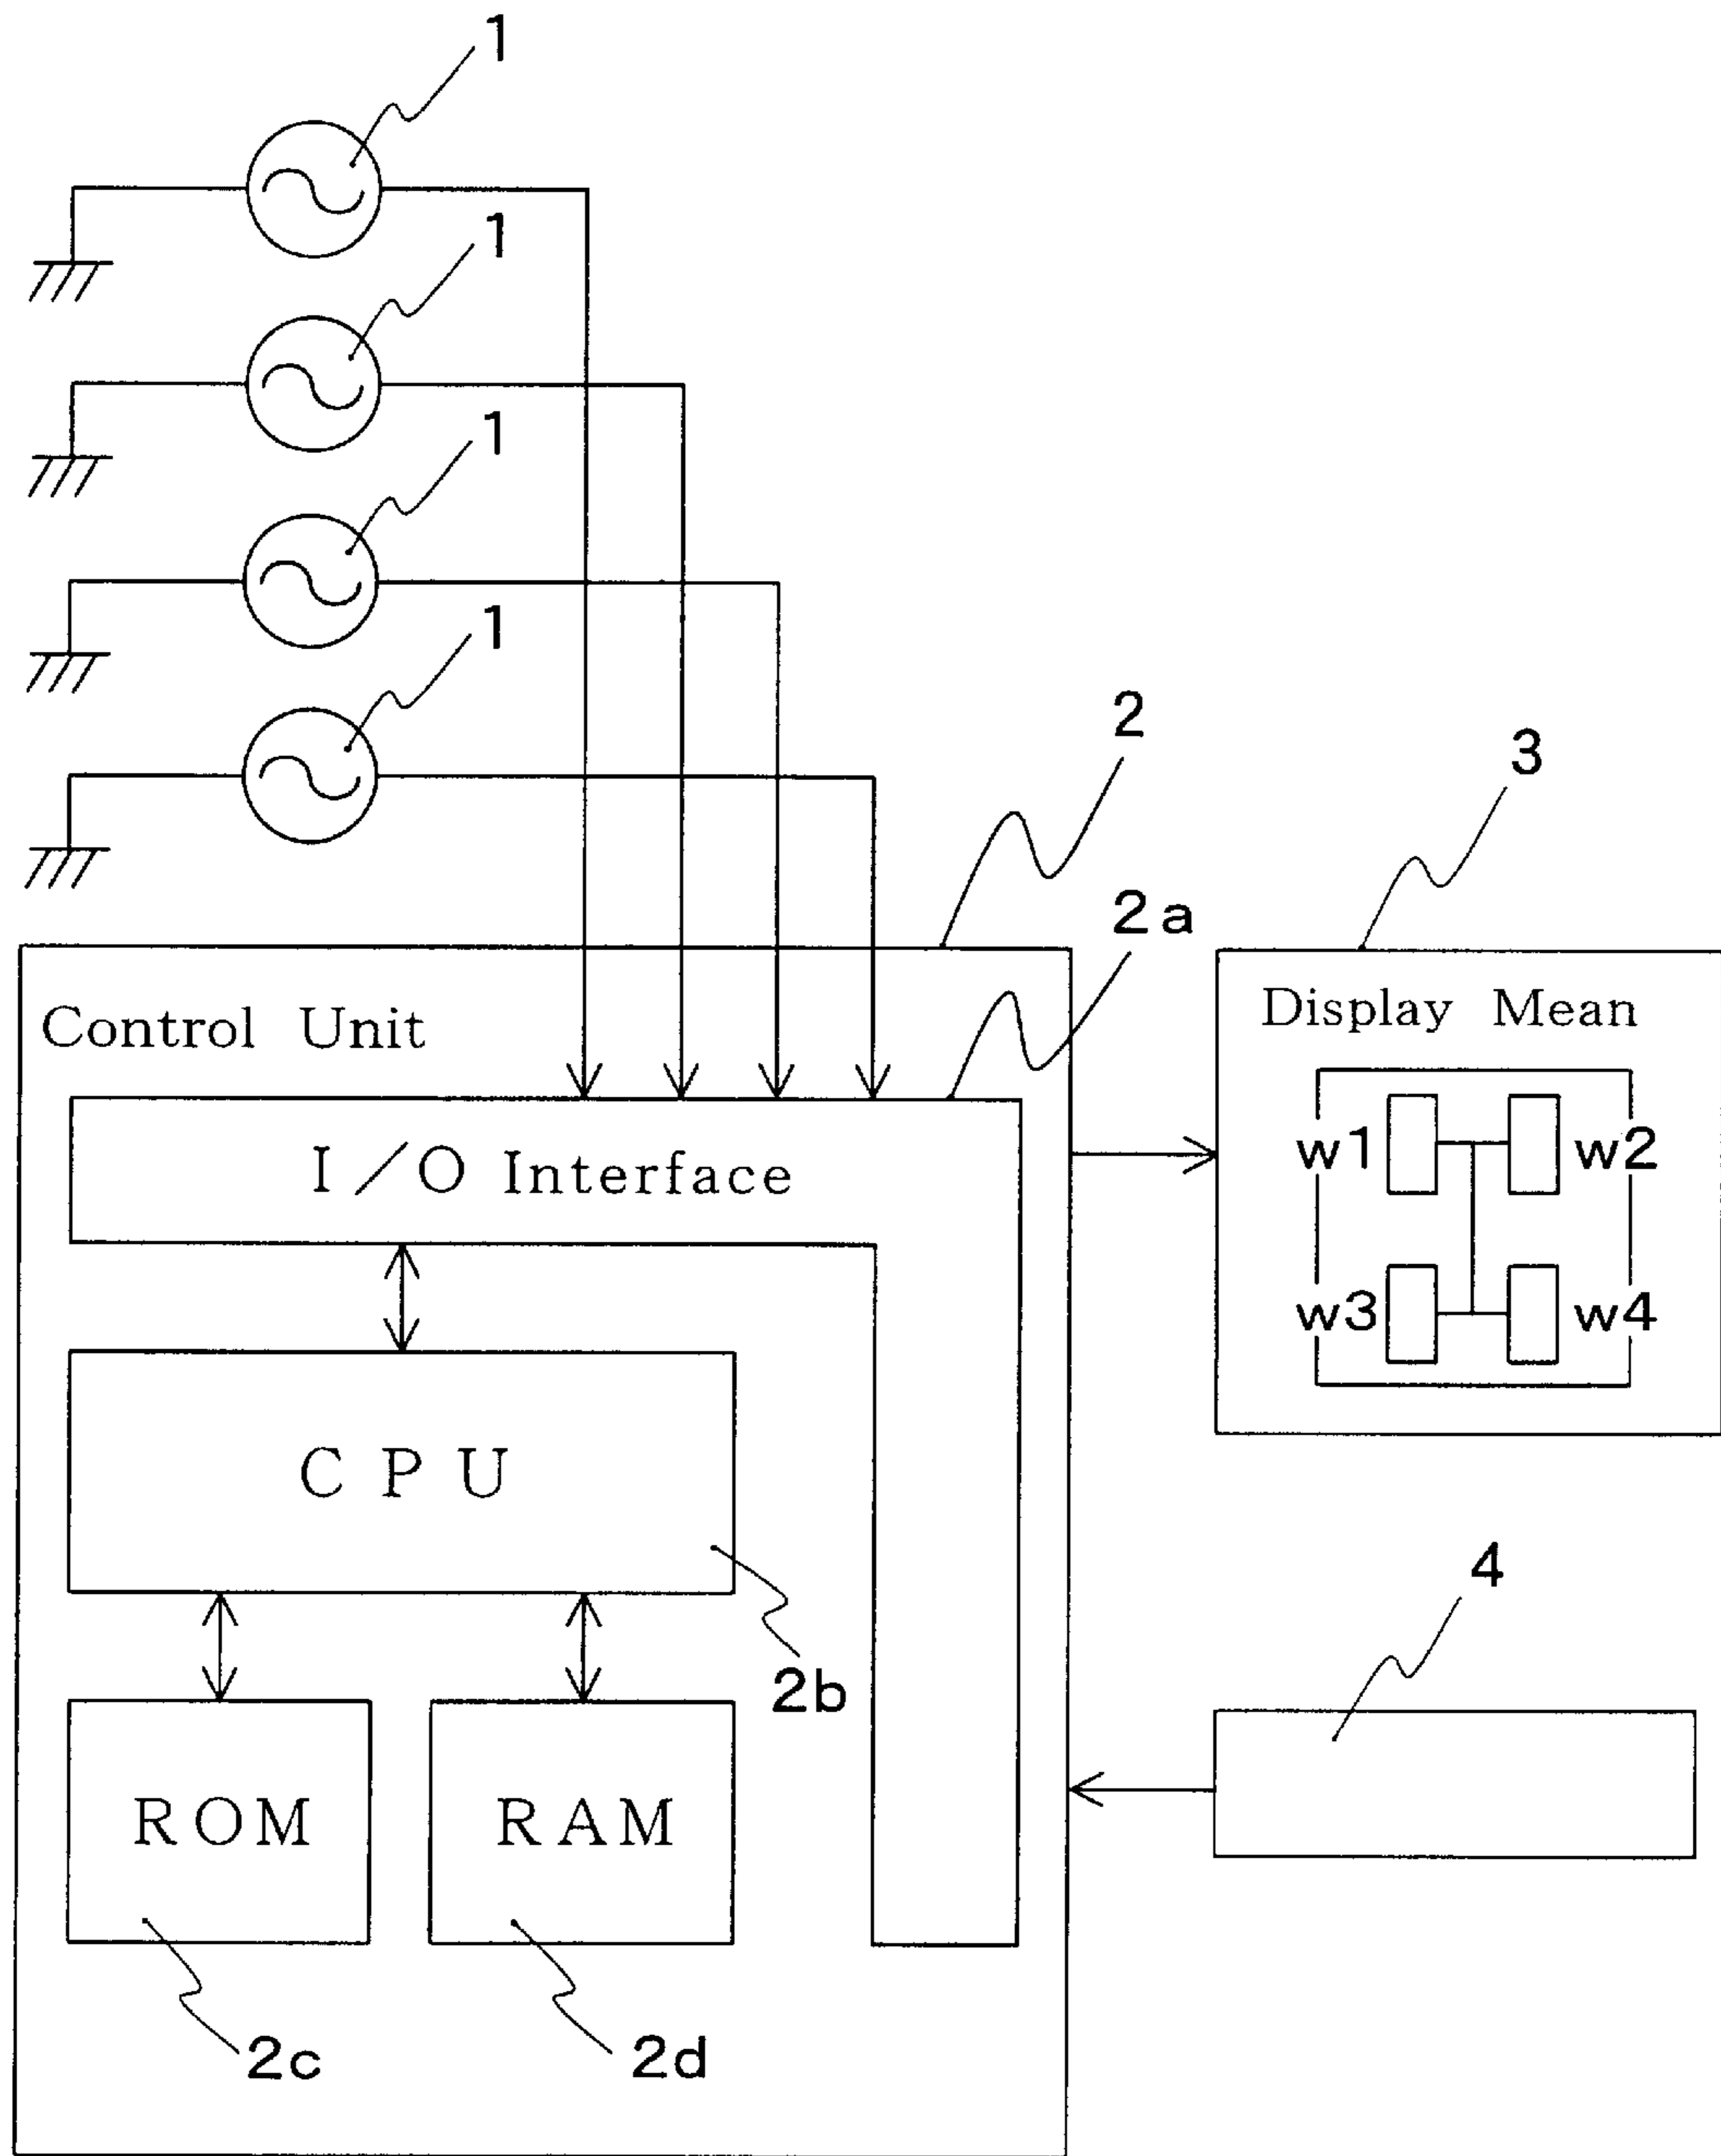 1
1
1
1
2
3
2a
Control Unit
Display Mean
I/O Interface
w1
w2
w3
w4
CPU
4
2b
ROM
RAM
2c
2d